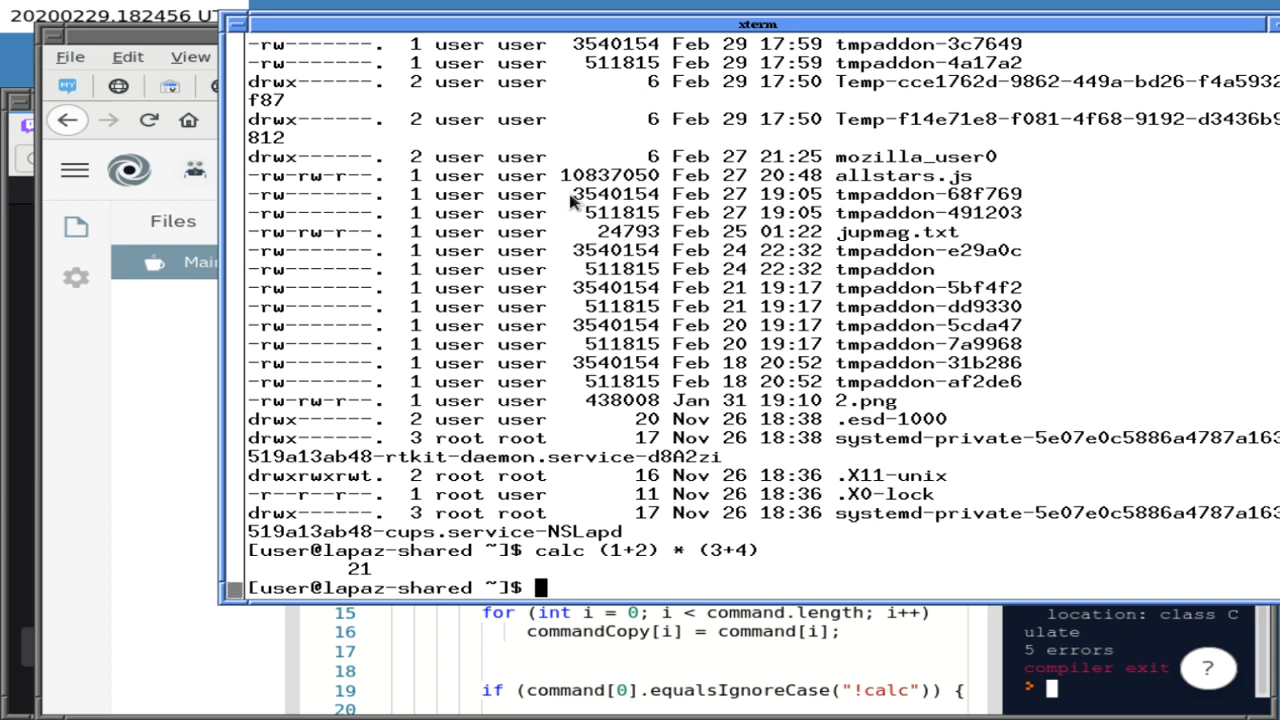 20200229.182456 UT
xterm
File Edit View
Files
Main
-rw-------. 1 user user 3540154 Feb 29 17:59 tmpaddon-3c7649
-rw-------. 1 user user 511815 Feb 29 17:59 tmpaddon-4a17a2
drwx------. 2 user user 6 Feb 29 17:50 Temp-cce1762d-9862-449a-bd26-f4a5932
f87
drwx------. 2 user user 6 Feb 29 17:50 Temp-f14e71e8-f081-4f68-9192-d3436b9
812
drwx------. 2 user user 6 Feb 27 21:25 mozilla_user0
-rw-rw-r--. 1 user user 10837050 Feb 27 20:48 allstars.js
-rw-------. 1 user user 3540154 Feb 27 19:05 tmpaddon-68f769
-rw-------. 1 user user 511815 Feb 27 19:05 tmpaddon-491203
-rw-rw-r--. 1 user user 24793 Feb 25 01:22 jupmag.txt
-rw-------. 1 user user 3540154 Feb 24 22:32 tmpaddon-e29a0c
-rw-------. 1 user user 511815 Feb 24 22:32 tmpaddon
-rw-------. 1 user user 3540154 Feb 21 19:17 tmpaddon-5bf4f2
-rw-------. 1 user user 511815 Feb 21 19:17 tmpaddon-dd9330
-rw-------. 1 user user 3540154 Feb 20 19:17 tmpaddon-5cda47
-rw-------. 1 user user 511815 Feb 20 19:17 tmpaddon-7a9968
-rw-------. 1 user user 3540154 Feb 18 20:52 tmpaddon-31b286
-rw-------. 1 user user 511815 Feb 18 20:52 tmpaddon-af2de6
-rw-rw-r--. 1 user user 438008 Jan 31 19:10 2.png
drwx------. 2 user user 20 Nov 26 18:38 .esd-1000
drwx------. 3 root root 17 Nov 26 18:38 systemd-private-5e07e0c5886a4787a163
519a13ab48-rtkit-daemon.service-d8A2zi
drwxrwxrwt. 2 root root 16 Nov 26 18:36 .X11-unix
-r--r--r--. 1 root user 11 Nov 26 18:36 .X0-lock
drwx------. 3 root root 17 Nov 26 18:36 systemd-private-5e07e0c5886a4787a163
519a13ab48-cups.service-NSLapd
[user@lapaz-shared ~]$ calc (1+2) * (3+4)
21
[user@lapaz-shared ~]$
15 for (int i = 0; i < command.length; i++)
16 commandCopy[i] = command[i];
17
18
19 if (command[0].equalsIgnoreCase("!calc")) {
20
location: class C
ulate
5 errors
compiler exit
>
?